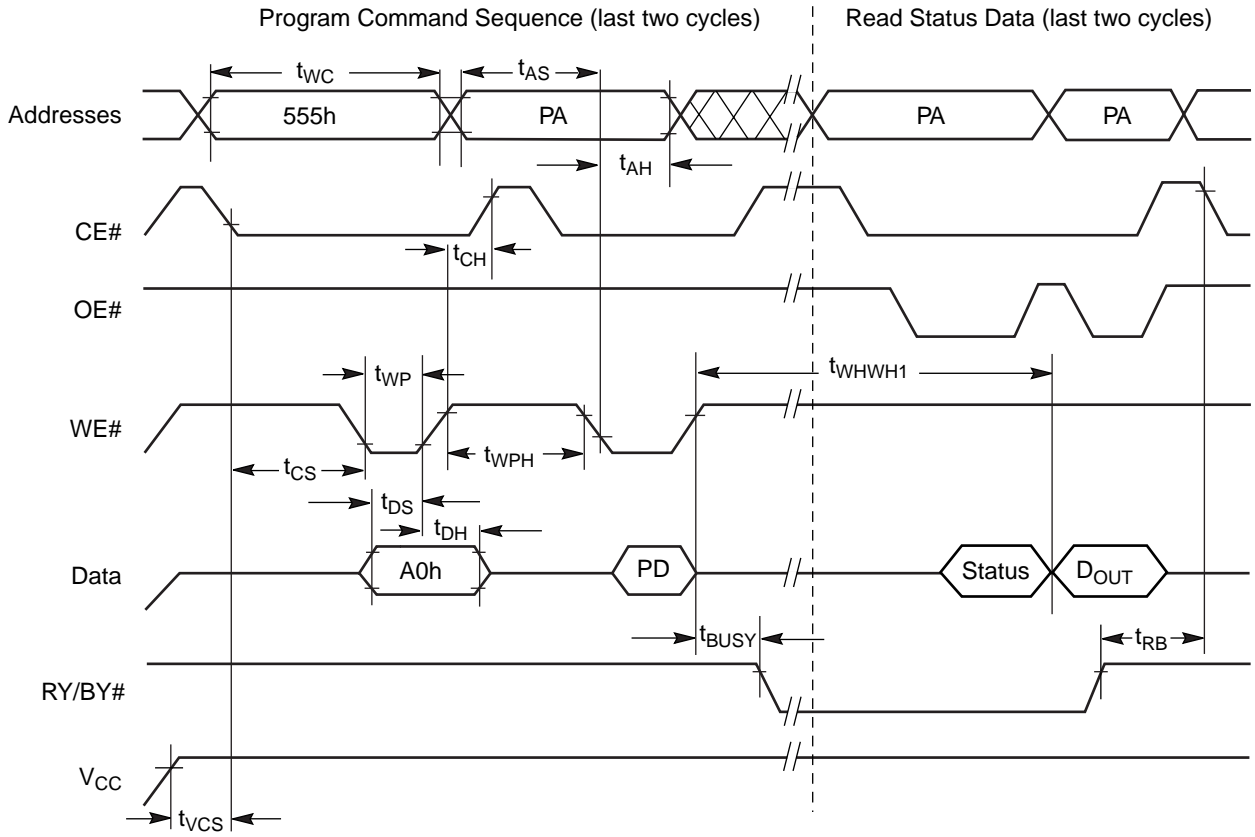 Program Command Sequence (last two cycles)
Read Status Data (last two cycles)
tWC
tAS
Addresses
555h
PA
PA
PA
tAH
CE#
tCH
OE#
tWP
tWHWH1
WE#
tCS
tWPH
tDS
tDH
Data
A0h
PD
Status
DOUT
tBUSY
tRB
RY/BY#
VCC
tVCS